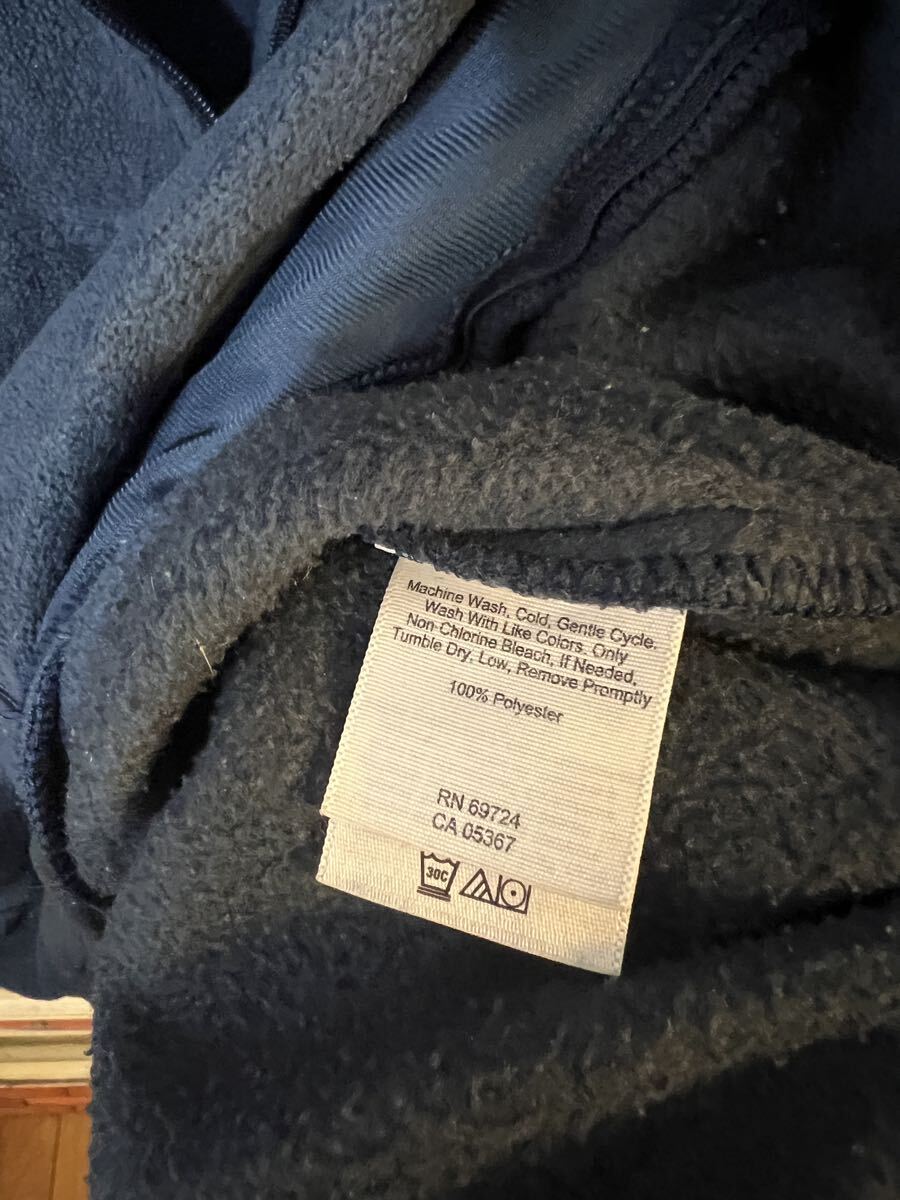 Machine Wash, Cold, Gentle Cycle.
Wash With Like Colors. Only
Non-Chlorine Bleach, If Needed,
Tumble Dry, Low, Remove Promptly
100% Polyester
RN 69724
CA 05367
30C